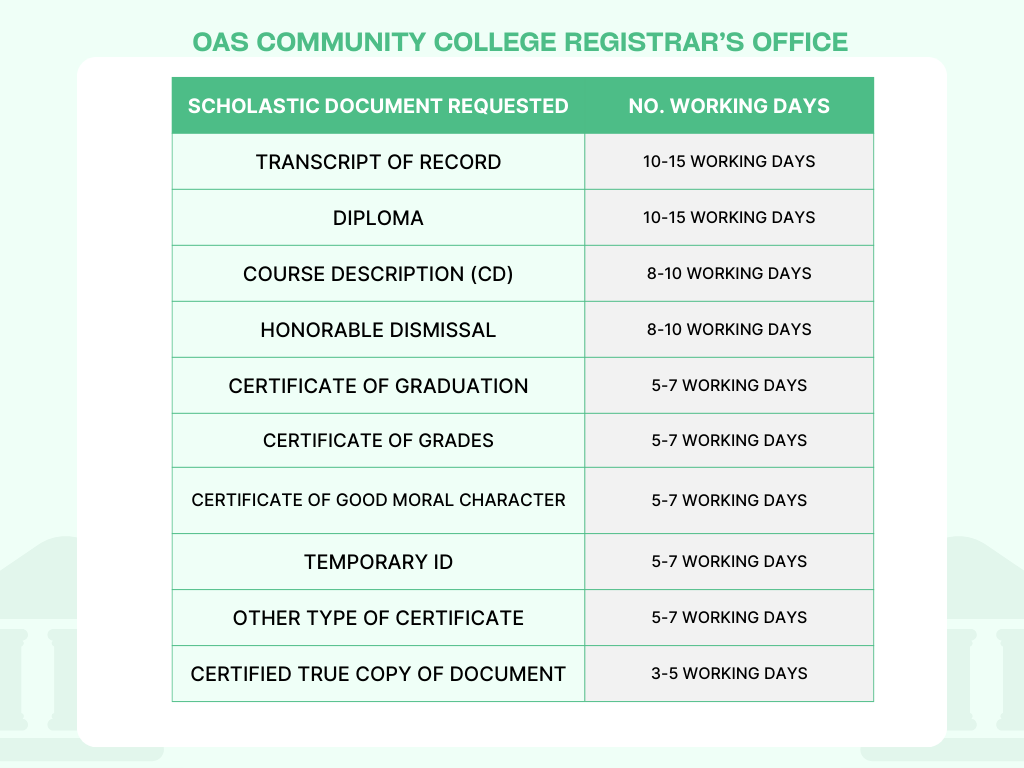 OAS COMMUNITY COLLEGE REGISTRAR’S OFFICE
SCHOLASTIC DOCUMENT REQUESTED NO. WORKING DAYS
TRANSCRIPT OF RECORD 10-15 WORKING DAYS
DIPLOMA 10-15 WORKING DAYS
COURSE DESCRIPTION (CD) 8-10 WORKING DAYS
HONORABLE DISMISSAL 8-10 WORKING DAYS
CERTIFICATE OF GRADUATION 5-7 WORKING DAYS
CERTIFICATE OF GRADES 5-7 WORKING DAYS
CERTIFICATE OF GOOD MORAL CHARACTER 5-7 WORKING DAYS
TEMPORARY ID 5-7 WORKING DAYS
OTHER TYPE OF CERTIFICATE 5-7 WORKING DAYS
CERTIFIED TRUE COPY OF DOCUMENT 3-5 WORKING DAYS